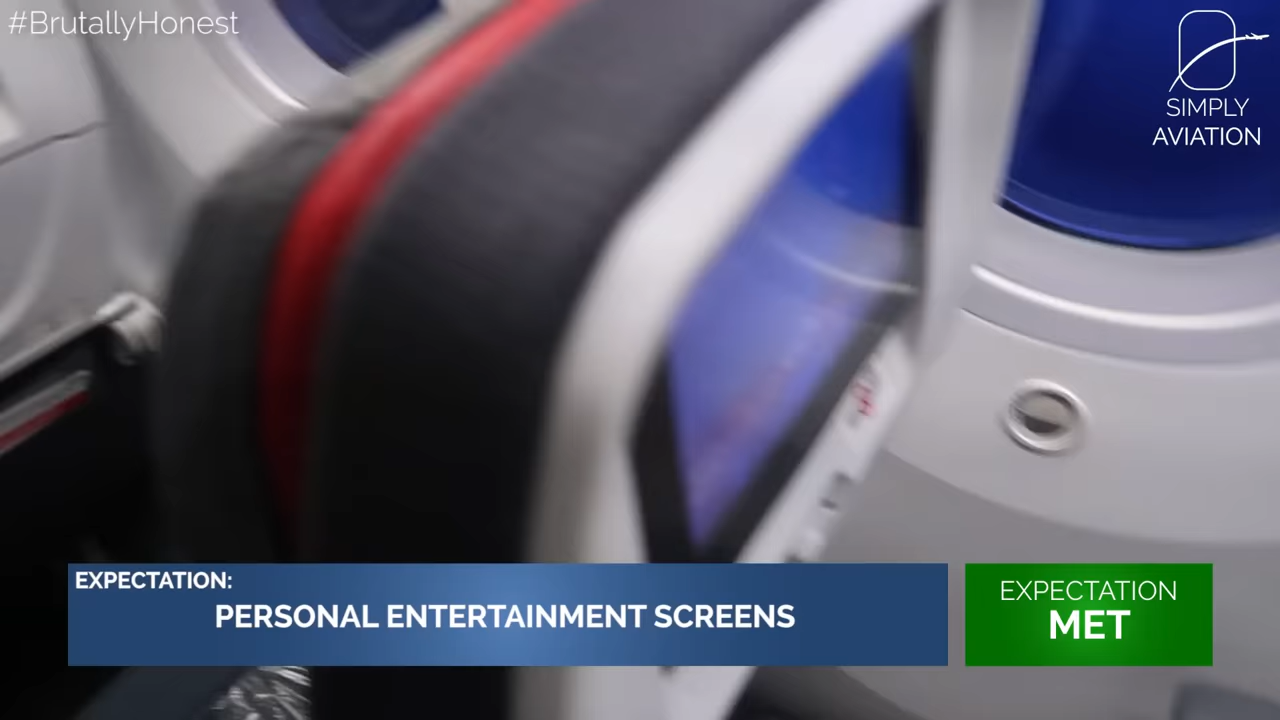 #BrutallyHonest
SIMPLY
AVIATION
EXPECTATION:
PERSONAL ENTERTAINMENT SCREENS
EXPECTATION
MET